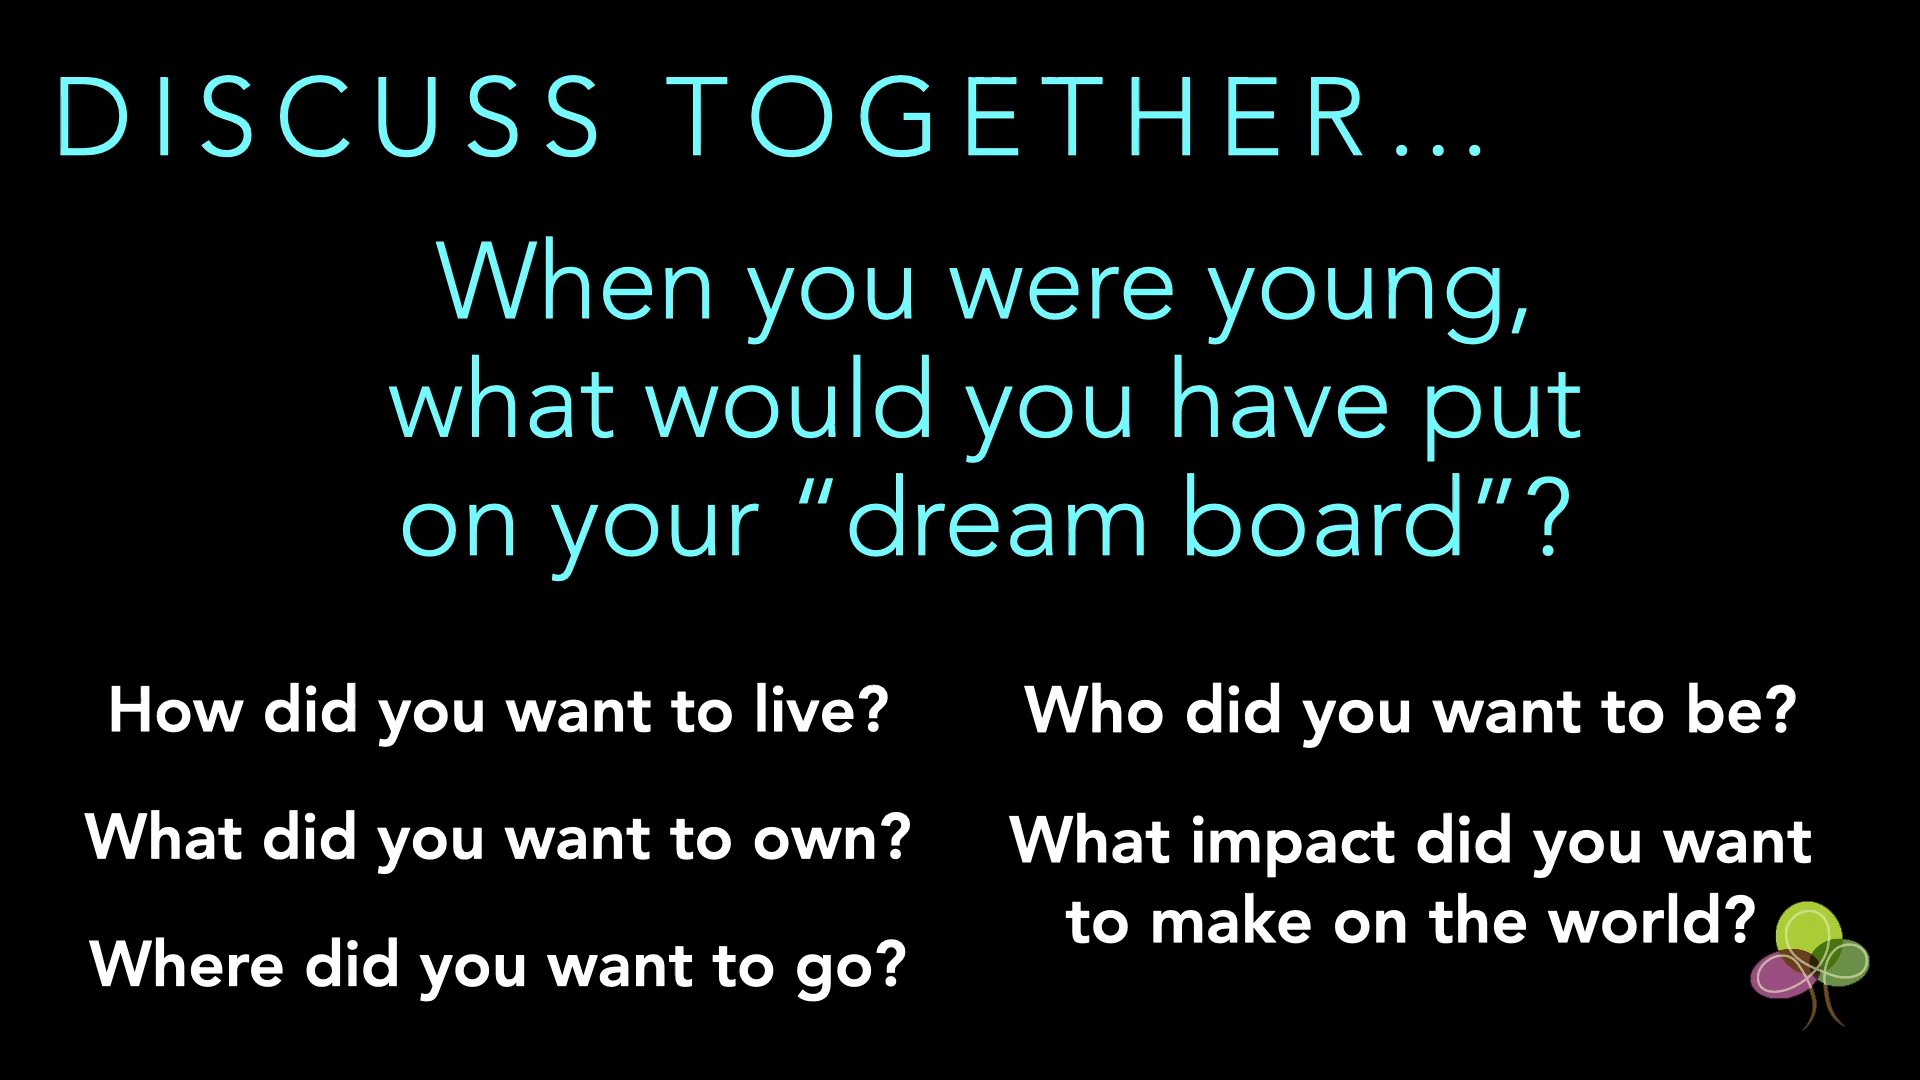 DISCUSS TOGETHER...
When you were young,
what would you have put
on your “dream board”?
How did you want to live?
What did you want to own?
Where did you want to go?
Who did you want to be?
What impact did you want
to make on the world?